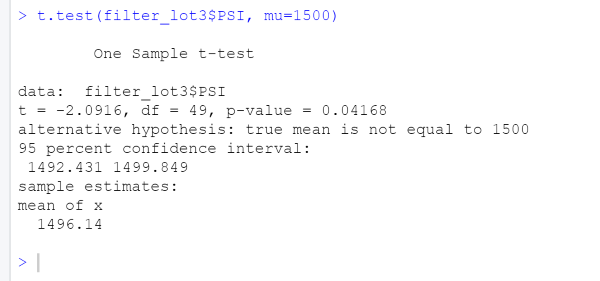 > t.test(filter_lot3$PSI, mu=1500)
One Sample t-test
data:  filter_lot3$PSI
t = -2.0916, df = 49, p-value = 0.04168
alternative hypothesis: true mean is not equal to 1500
95 percent confidence interval:
1492.431 1499.849
sample estimates:
mean of x
1496.14
>